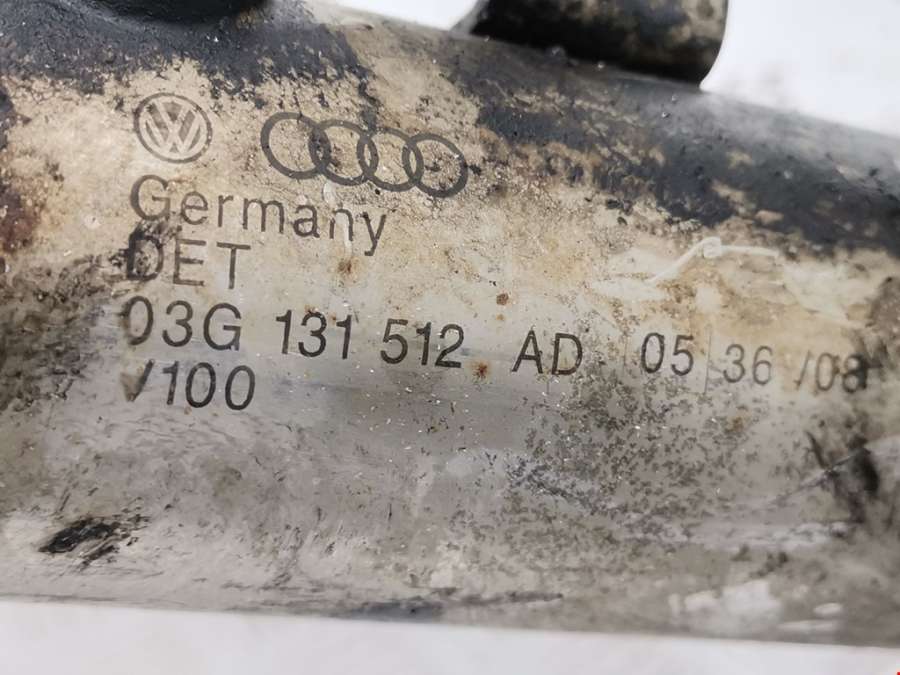 Germany
DET
03G 131 512 AD 05 36 /08
V100